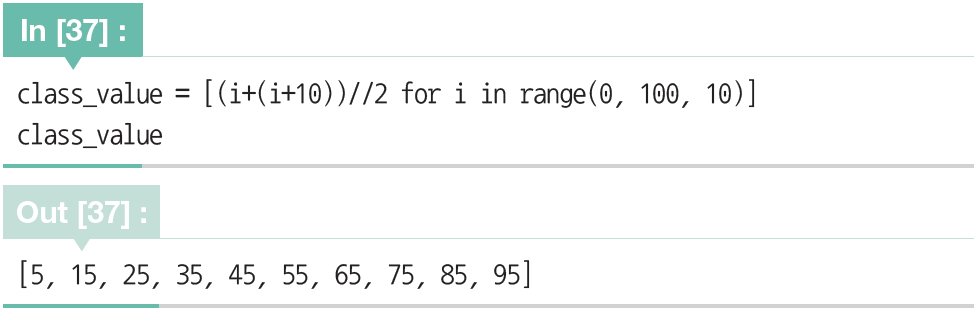 In [37] :
class_value = [(i+(i+10))//2 for i in range(0, 100, 10)]
class_value
Out [37] :
[5, 15, 25, 35, 45, 55, 65, 75, 85, 95]